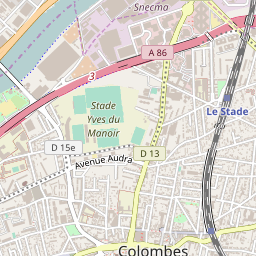 Snecma
A 86
3
Le Stade
Stade
Yves du
Manoir
D 15e
D 13
Avenue Audra
Colombes